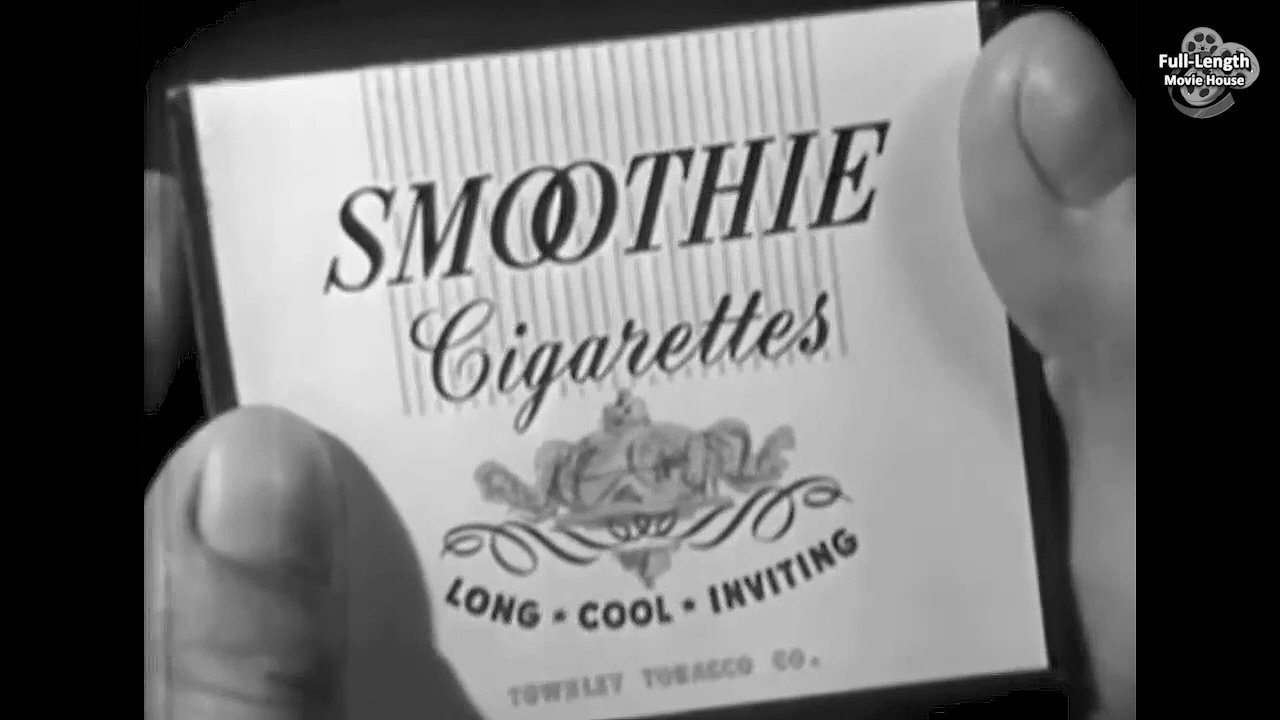 Full-Length
Movie House
SMOOTHIE
Cigarettes
LONG • COOL • INVITING
TOWNLEY TOBACCO CO.